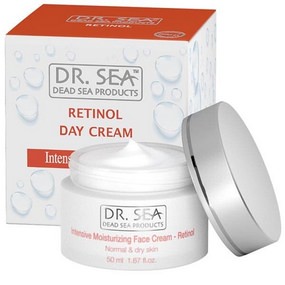 DR. SEA™
DEAD SEA PRODUCTS
RETINOL
DAY CREAM
Intens
DR. SEA
DEAD SEA PRODUCTS
Intensive Moisturizing Face Cream - Retinol
Normal & dry skin
50 ml 1.67 fl.oz.